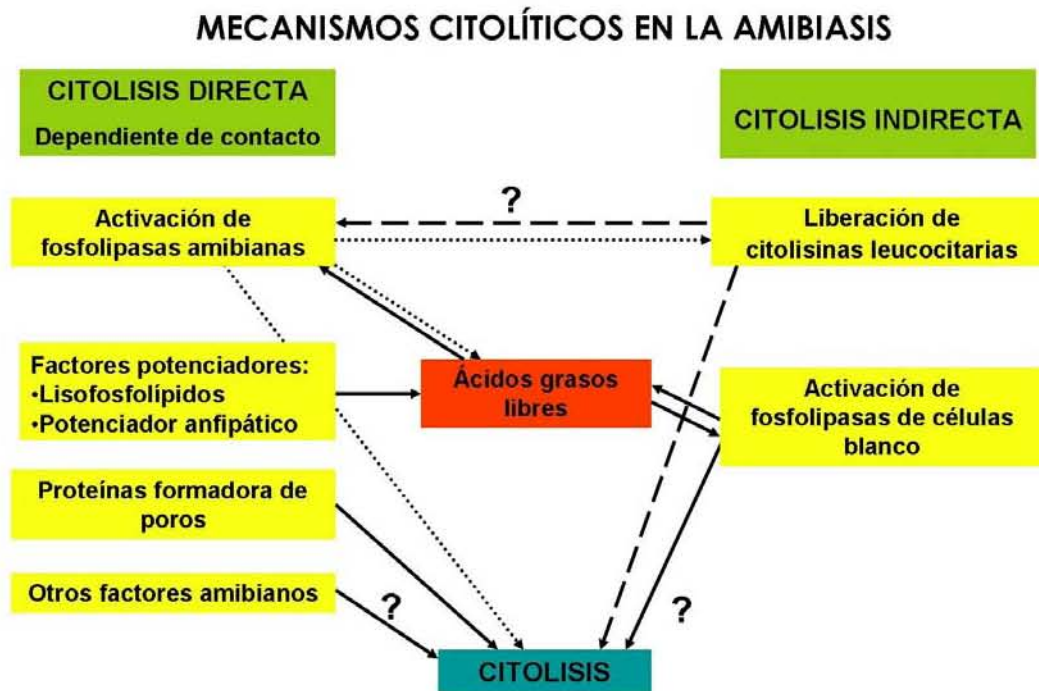 MECANISMOS CITOLÍTICOS EN LA AMIBIASIS
CITOLISIS DIRECTA
Dependiente de contacto
CITOLISIS INDIRECTA
?
Activación de
fosfolipasas amibianas
Liberación de
citolisinas leucocitarias
Factores potenciadores:
•Lisofosfolípidos
•Potenciador anfipático
Ácidos grasos
libres
Activación de
fosfolipasas de células
blanco
Proteínas formadora de
poros
Otros factores amibianos
?
?
CITOLISIS